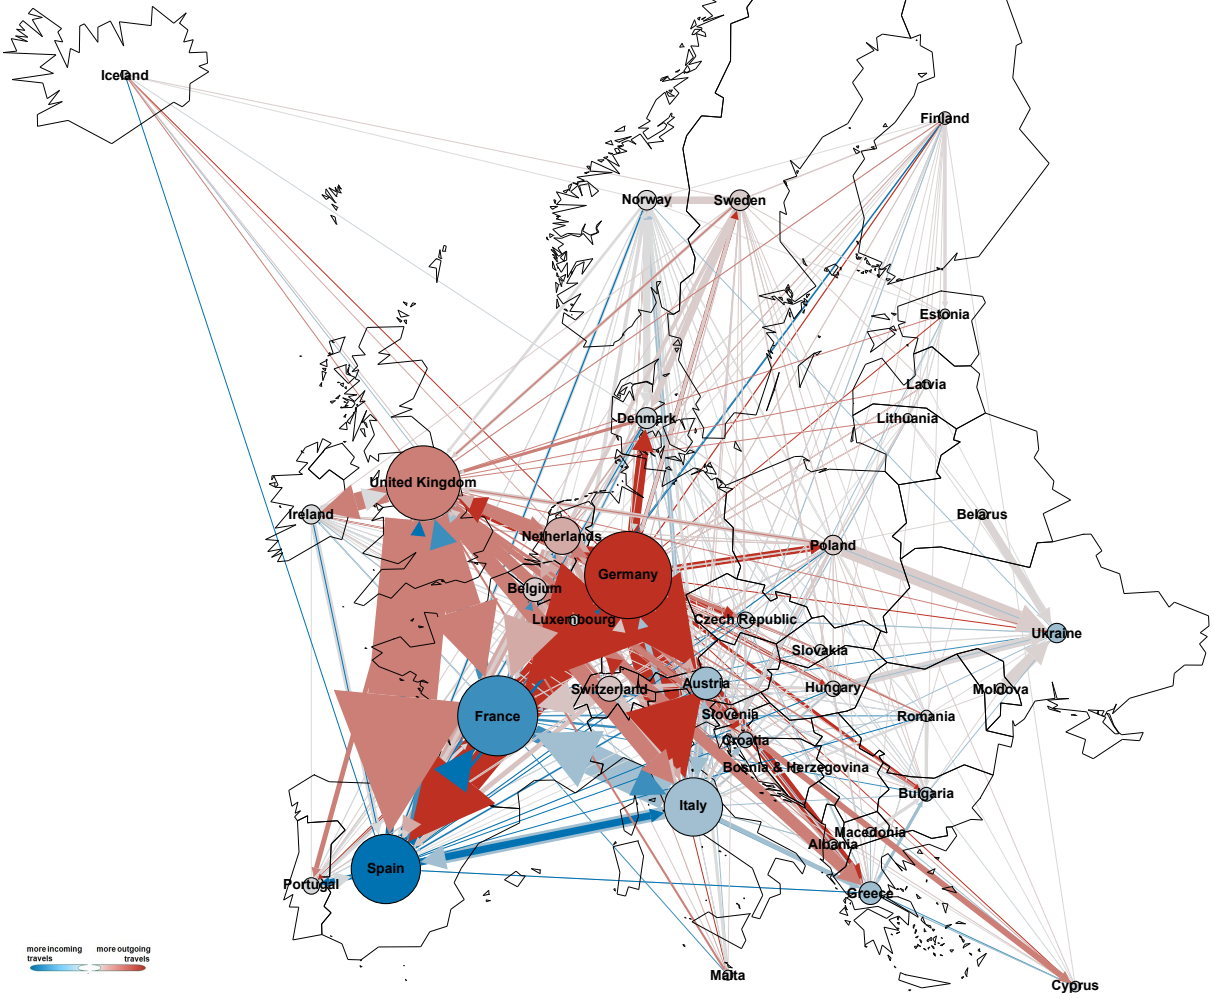 Iceland
Finland
Norway
Sweden
Estonia
Latvia
Denmark
Lithuania
United Kingdom
Ireland
Belarus
Netherlands
Poland
Germany
Belgium
Luxembourg
Czech Republic
Ukraine
Slovakia
Austria
Switzerland
Hungary
Moldova
France
Slovenia
Romania
Croatia
Bosnia & Herzegovina
Bulgaria
Italy
Macedonia
Albania
Spain
Portugal
Greece
more incoming
travels
more outgoing
travels
Malta
Cyprus